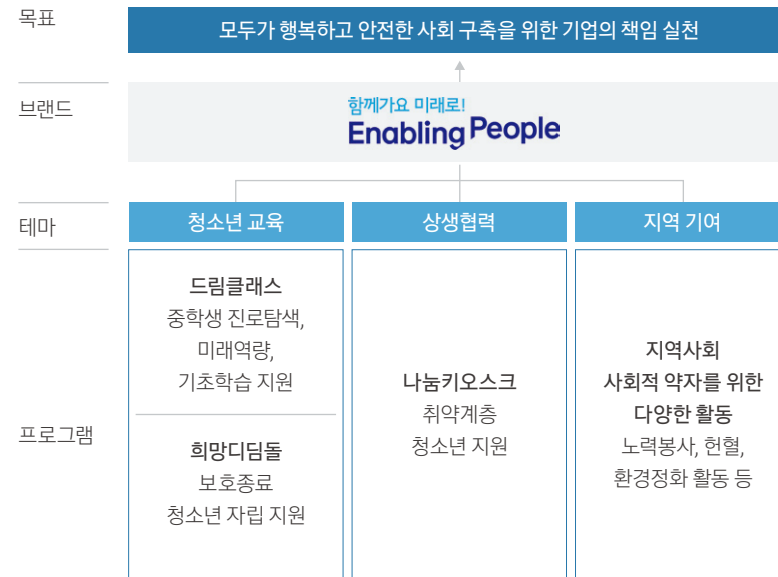 목표
모두가 행복하고 안전한 사회 구축을 위한 기업의 책임 실천
브랜드
함께가요 미래로!
Enabling People
테마
청소년 교육
상생협력
지역 기여
프로그램
드림클래스
중학생 진로탐색,
미래역량,
기초학습 지원
희망디딤돌
보호종료
청소년 자립 지원
나눔키오스크
취약계층
청소년 지원
지역사회
사회적 약자를 위한
다양한 활동
노력봉사, 헌혈,
환경정화 활동 등